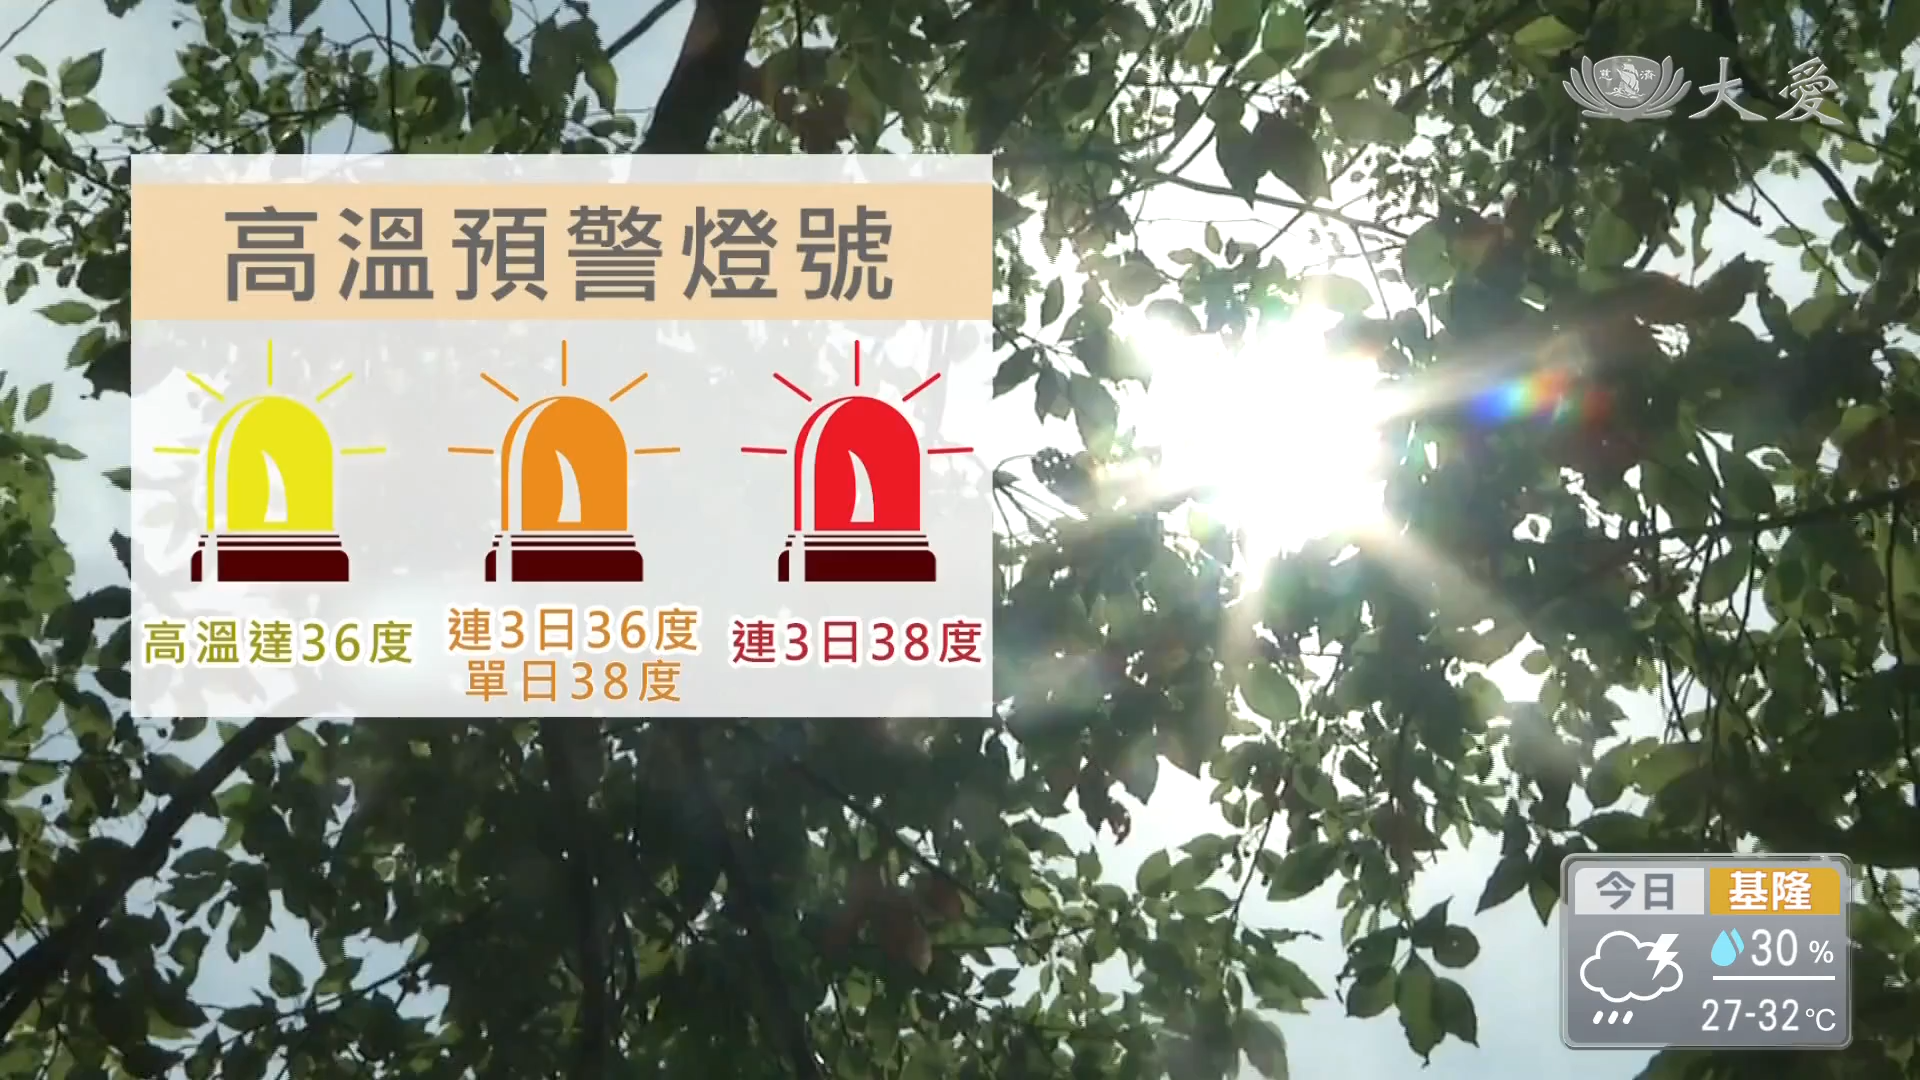 慈濟 大愛
高溫預警燈號
高溫達36度
連3日36度
單日38度
連3日38度
今日 基隆
30 %
27-32°C